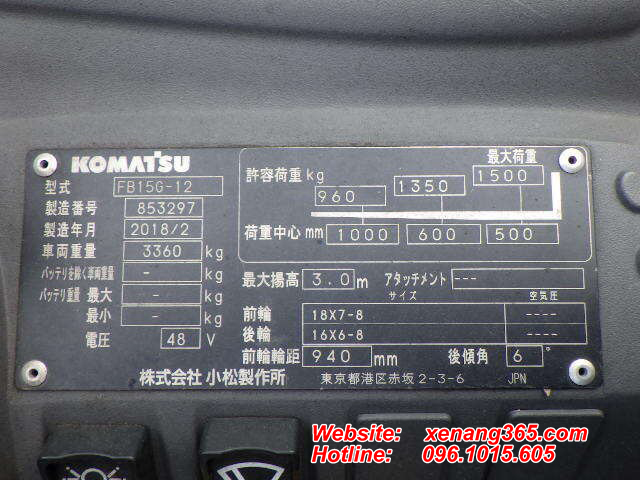 KOMATSU
型式 FB15G-12
製造番号 853297
製造年月 2018/2
車両重量 3360 kg
バッテリを除く車両重量 - kg
バッテリ重量 最大 - kg
最小 - kg
電圧 48 V
最大荷重
許容荷重 kg 960 1350 1500
荷重中心 mm 1000 600 500
最大揚高 3.0 m アタッチメント ---
サイズ 空気圧
前輪 18X7-8 ----
後輪 16X6-8 ----
前輪輪距 940 mm 後傾角 6 °
株式会社 小松製作所 東京都港区赤坂2-3-6 JPN
Website: xenang365.com
Hotline: 096.1015.605